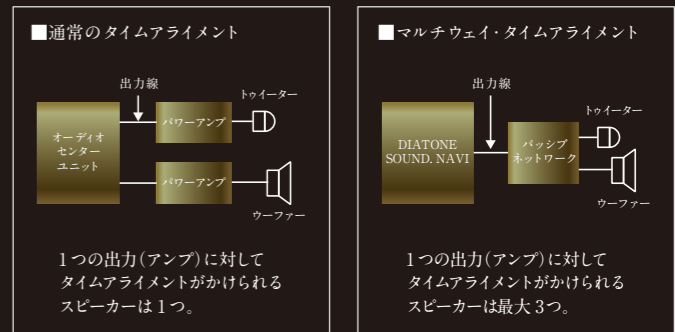 ■通常のタイムアライメント
出力線
トゥイーター
オーディオ
センター
ユニット
パワーアンプ
パワーアンプ
ウーファー
1つの出力(アンプ)に対して
タイムアライメントがかけられる
スピーカーは1つ。
■マルチウェイ・タイムアライメント
出力線
トゥイーター
DIATONE
SOUND. NAVI
パッシブ
ネットワーク
ウーファー
1つの出力(アンプ)に対して
タイムアライメントがかけられる
スピーカーは最大3つ。